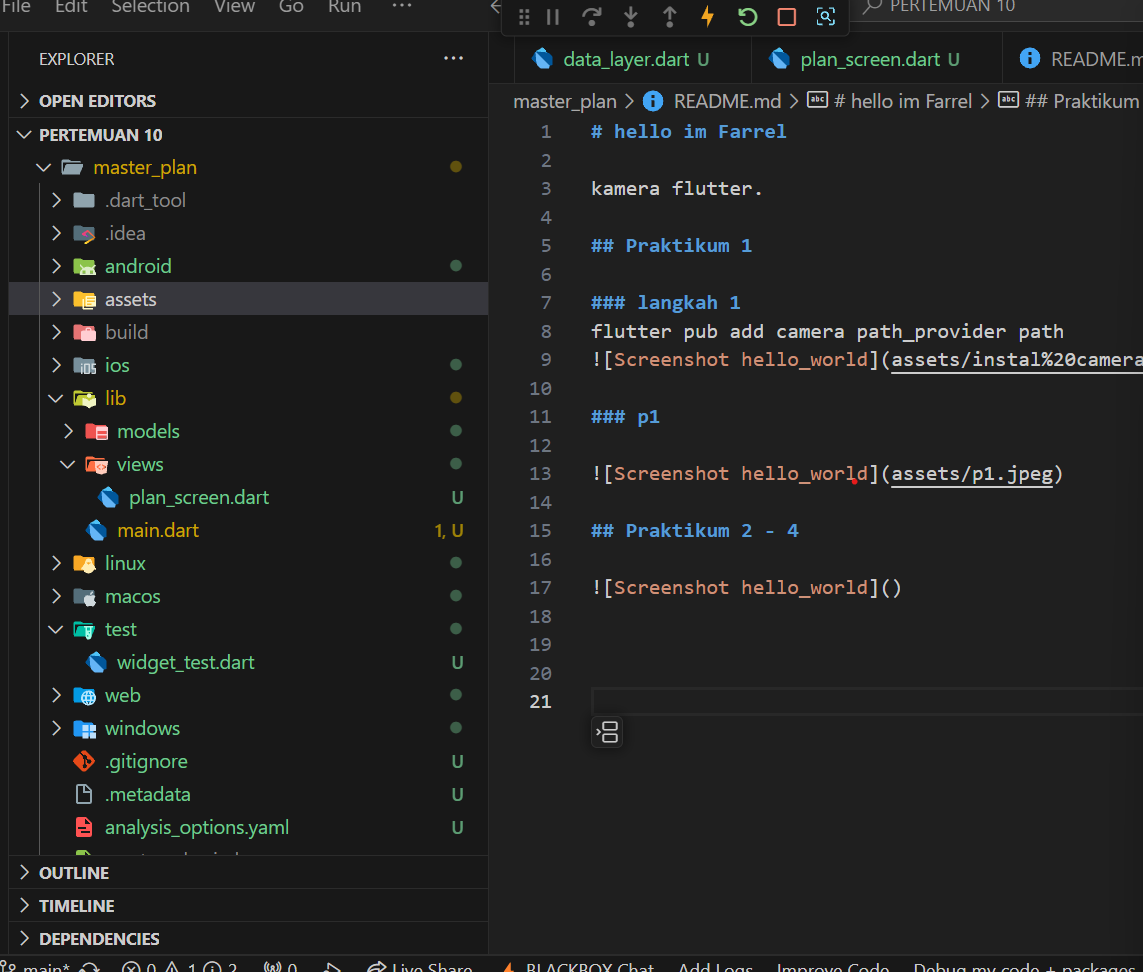 File Edit Selection View Go Run ...
PERTEMUAN 10
EXPLORER
OPEN EDITORS
PERTEMUAN 10
master_plan
.dart_tool
.idea
android
assets
build
ios
lib
models
views
plan_screen.dart U
main.dart 1, U
linux
macos
test
widget_test.dart U
web
windows
.gitignore U
.metadata U
analysis_options.yaml U
OUTLINE
TIMELINE
DEPENDENCIES
data_layer.dart U
plan_screen.dart U
README.m
master_plan > README.md > # hello im Farrel > ## Praktikum
1 # hello im Farrel
2
3 kamera flutter.
4
5 ## Praktikum 1
6
7 ### langkah 1
8 flutter pub add camera path_provider path
9 ![Screenshot hello_world](assets/instal%20camera
10
11 ### p1
12
13 ![Screenshot hello_world](assets/p1.jpeg)
14
15 ## Praktikum 2 - 4
16
17 ![Screenshot hello_world]()
18
19
20
21
main* 0 1 2 0 Live Share BLACKBOX Chat Add Logs Improve Code Debug my code + packages